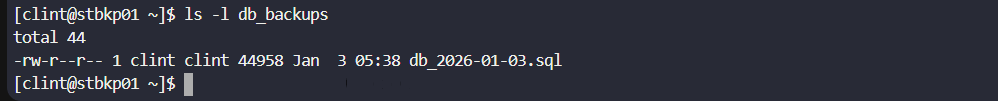 [clint@stbkp01 ~]$ ls -l db_backups
total 44
-rw-r--r-- 1 clint clint 44958 Jan  3 05:38 db_2026-01-03.sql
[clint@stbkp01 ~]$